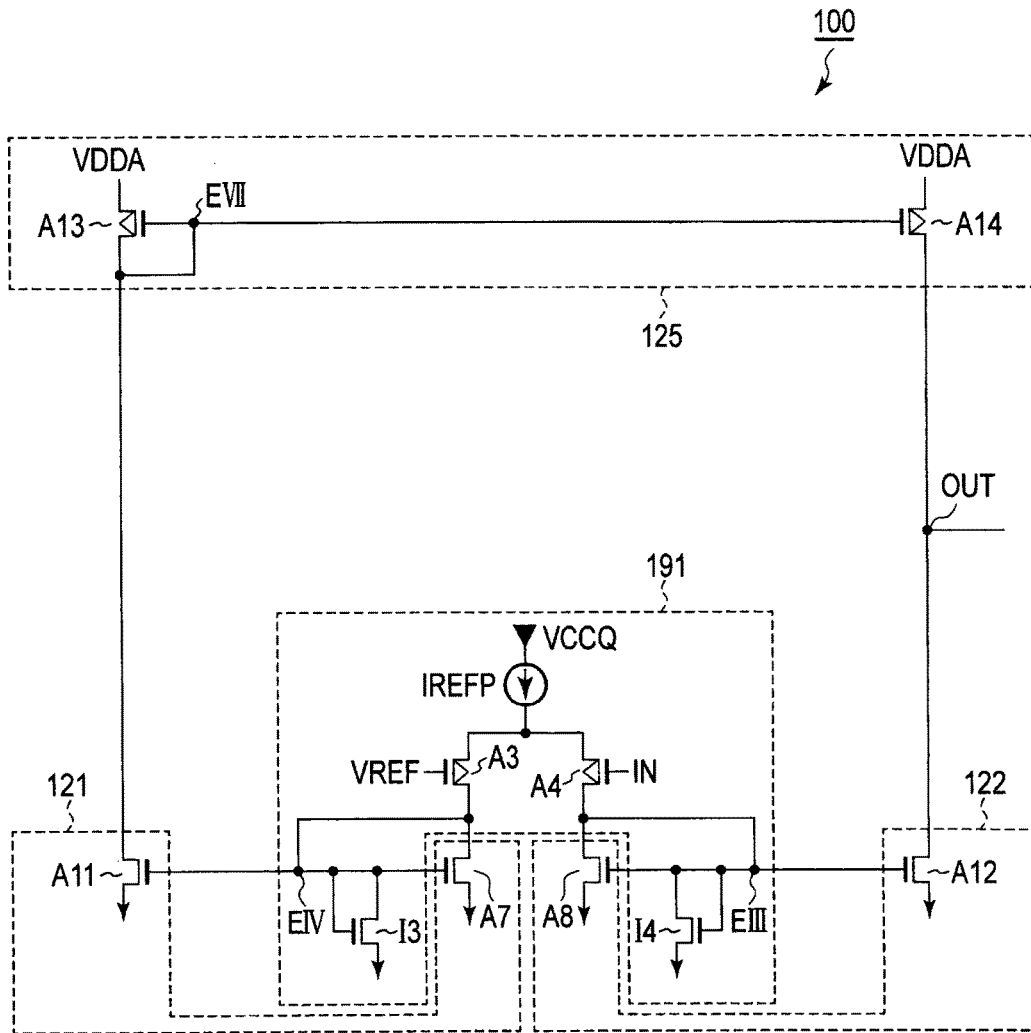 100
VDDA
VDDA
A13
EⅦ
A14
125
OUT
191
VCCQ
IREFP
VREF
A3
A4
IN
121
122
A11
EⅣ
I3
A7
A8
I4
EⅢ
A12